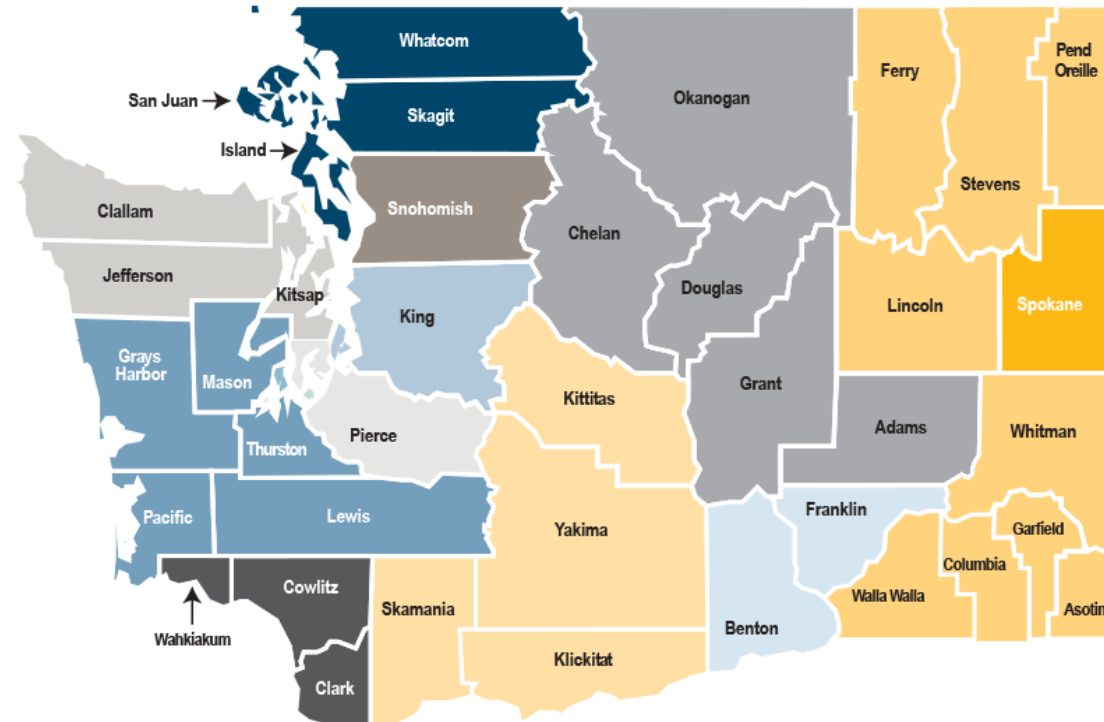 Whatcom
San Juan
Skagit
Island
Snohomish
Clallam
Jefferson
Kitsap
King
Grays
Harbor
Mason
Thurston
Pierce
Pacific
Lewis
Wahkiakum
Cowlitz
Clark
Skamania
Klickitat
Yakima
Kittitas
Chelan
Okanogan
Douglas
Grant
Adams
Ferry
Stevens
Pend
Oreille
Lincoln
Spokane
Whitman
Franklin
Benton
Walla Walla
Columbia
Garfield
Asotin